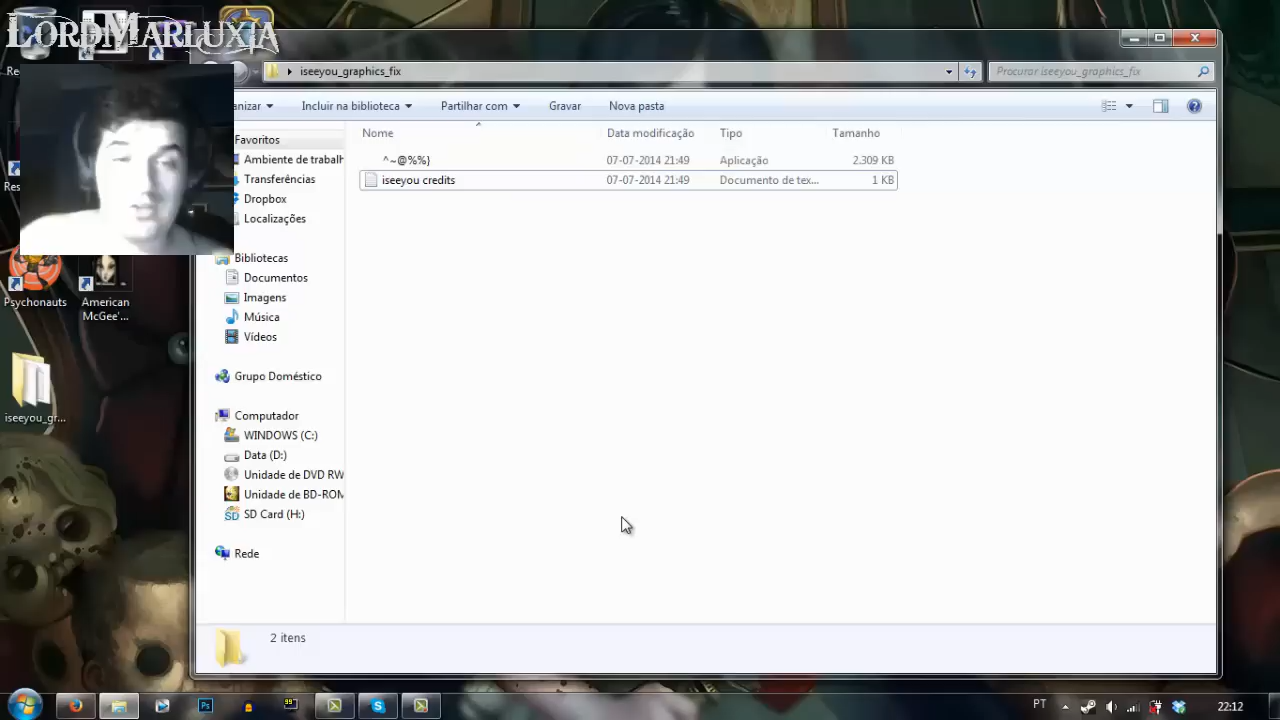 LORDMARLUXIA
iseeyou_graphics_fix
Procurar iseeyou_graphics_fix
Incluir na biblioteca
Partilhar com
Gravar
Nova pasta
Favoritos
Nome
Data modificação
Tipo
Tamanho
Ambiente de trabalh
^~@%%}
07-07-2014 21:49
Aplicação
2.309 KB
Transferências
iseeyou credits
07-07-2014 21:49
Documento de tex...
1 KB
Dropbox
Localizações
Bibliotecas
Documentos
Imagens
Música
Vídeos
Psychonauts
American
McGee'...
Grupo Doméstico
Computador
iseeyou_gr...
WINDOWS (C:)
Data (D:)
Unidade de DVD RW
Unidade de BD-ROM
SD Card (H:)
SD
Rede
2 itens
Ps
99
PT
22:12